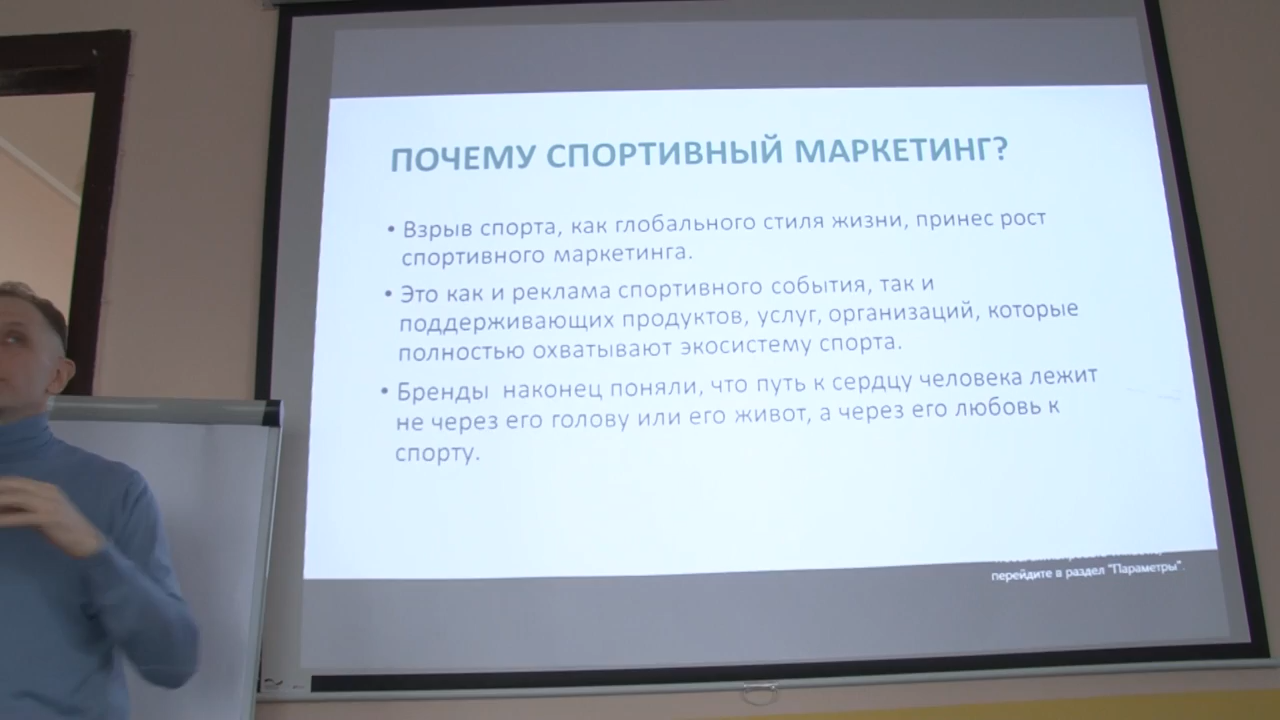 ПОЧЕМУ СПОРТИВНЫЙ МАРКЕТИНГ?
• Взрыв спорта, как глобального стиля жизни, принес рост
спортивного маркетинга.
• Это как и реклама спортивного события, так и
поддерживающих продуктов, услуг, организаций, которые
полностью охватывают экосистему спорта.
• Бренды наконец поняли, что путь к сердцу человека лежит
не через его голову или его живот, а через его любовь к
спорту.
перейдите в раздел "Параметры".